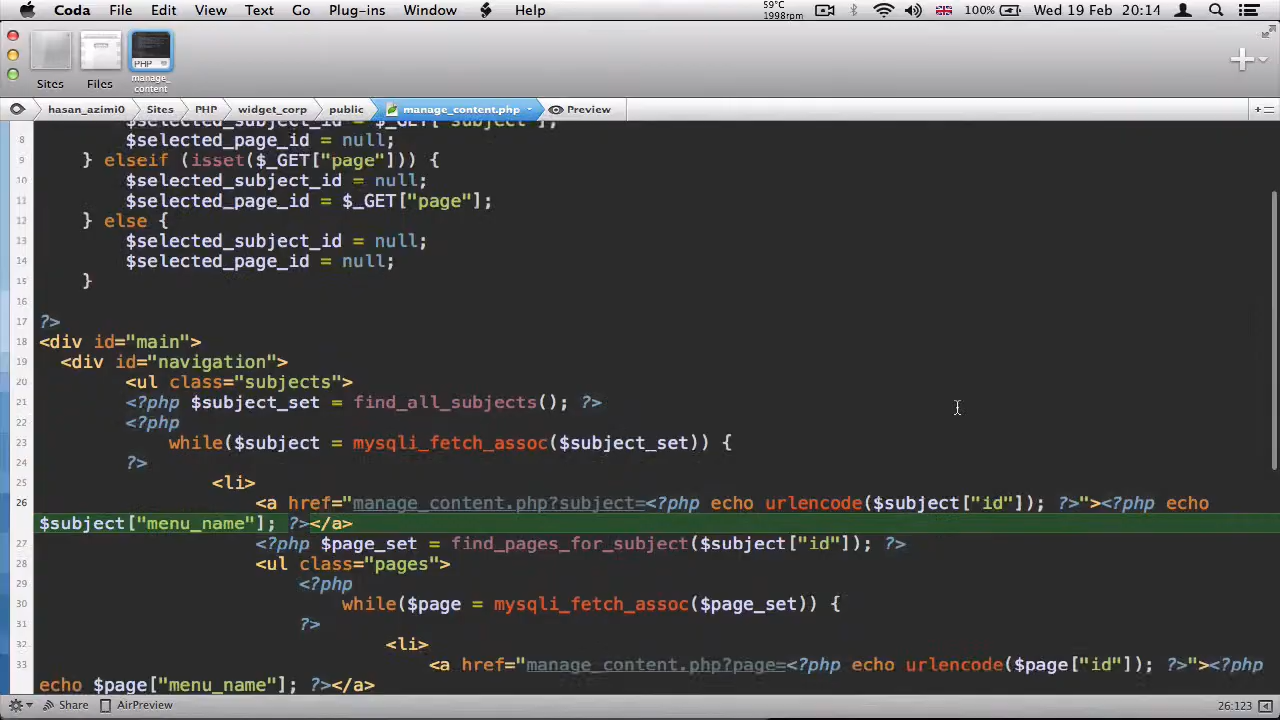 Coda File Edit View Text Go Plug-ins Window Help 59°C 1998rpm 100% Wed 19 Feb 20:14
PHP
Sites Files manage_content
hasan_azimi0 Sites PHP widget_corp public manage_content.php Preview
$selected_subject_id = $_GET["subject"];
8 $selected_page_id = null;
9 } elseif (isset($_GET["page"])) {
10 $selected_subject_id = null;
11 $selected_page_id = $_GET["page"];
12 } else {
13 $selected_subject_id = null;
14 $selected_page_id = null;
15 }
16
17 ?>
18 <div id="main">
19 <div id="navigation">
20 <ul class="subjects">
21 <?php $subject_set = find_all_subjects(); ?>
22 <?php
23 while($subject = mysqli_fetch_assoc($subject_set)) {
24 ?>
25 <li>
26 <a href="manage_content.php?subject=<?php echo urlencode($subject["id"]); ?>"><?php echo
$subject["menu_name"]; ?></a>
27 <?php $page_set = find_pages_for_subject($subject["id"]); ?>
28 <ul class="pages">
29 <?php
30 while($page = mysqli_fetch_assoc($page_set)) {
31 ?>
32 <li>
33 <a href="manage_content.php?page=<?php echo urlencode($page["id"]); ?>"><?php
echo $page["menu_name"]; ?></a>
Share AirPreview 26:123